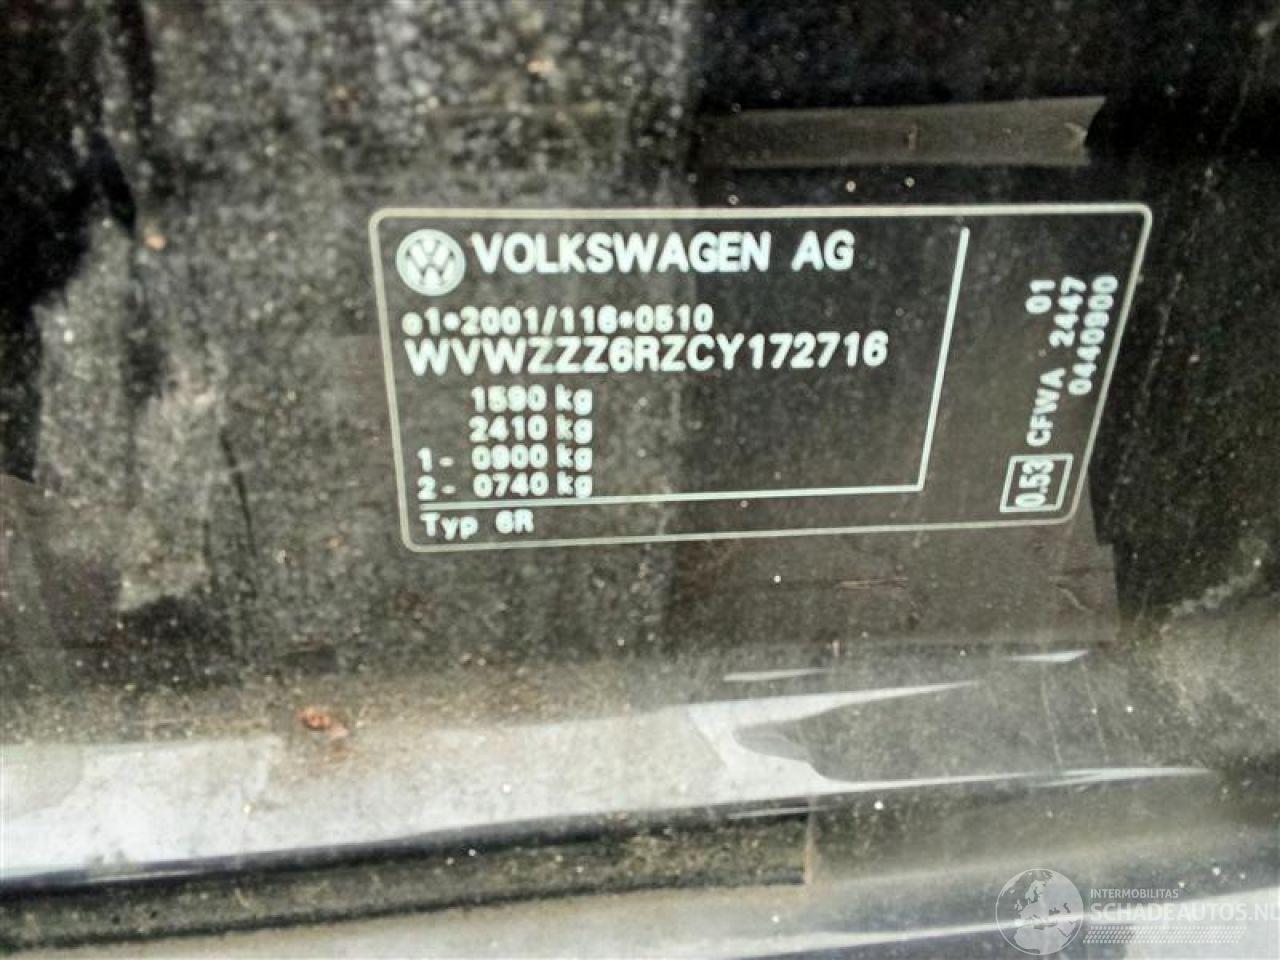 VOLKSWAGEN AG
e1*2001/116*0510
WVWZZZ6RZCY172716
1590 kg
2410 kg
1- 0900 kg
2- 0740 kg
Typ 6R
0.53
CFWA 2447
01
0440900
INTERMOBILITAS
SCHADEAUTOS.NL